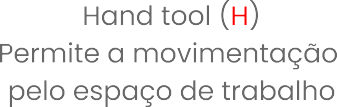 Hand tool (H)
Permite a movimentação
pelo espaço de trabalho